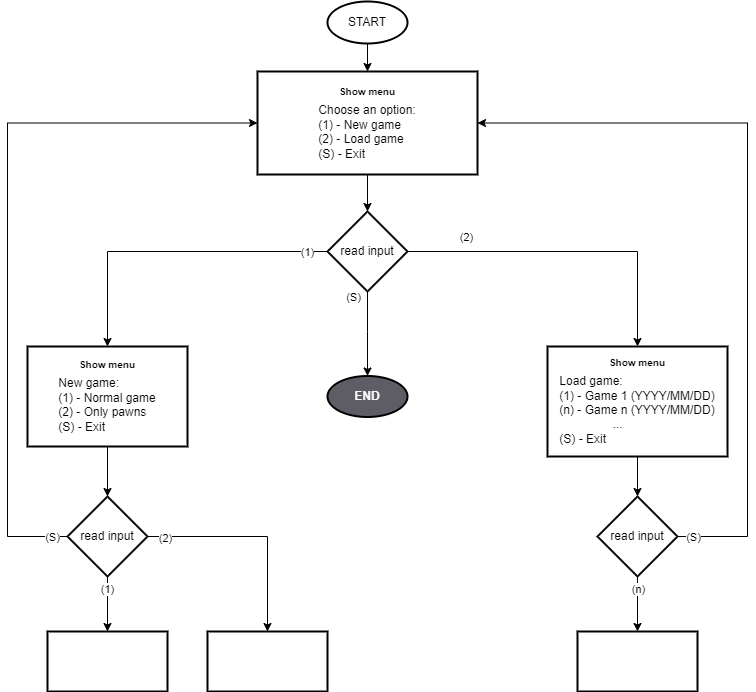 START
Show menu
Choose an option:
(1) - New game
(2) - Load game
(S) - Exit
read input
(1)
(2)
(S)
END
Show menu
New game:
(1) - Normal game
(2) - Only pawns
(S) - Exit
Show menu
Load game:
(1) - Game 1 (YYYY/MM/DD)
(n) - Game n (YYYY/MM/DD)
...
(S) - Exit
read input
(S)
(2)
(1)
read input
(S)
(n)